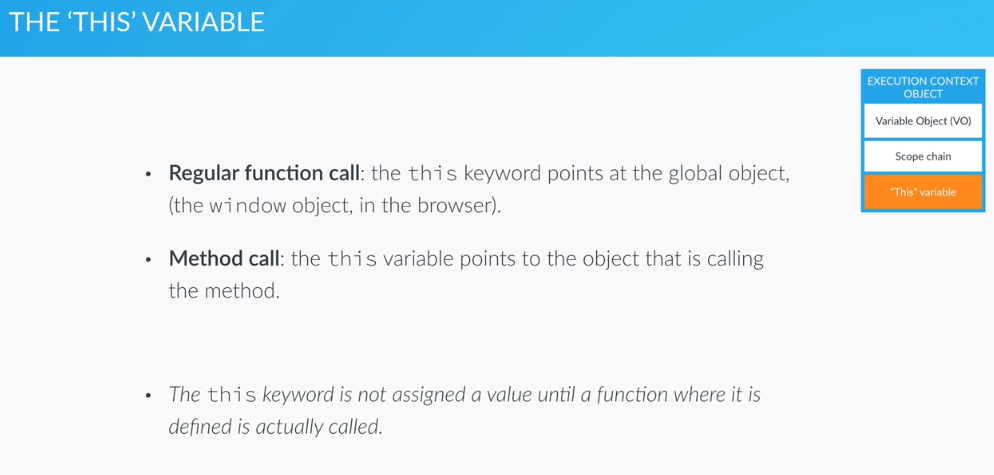 THE ‘THIS’ VARIABLE
EXECUTION CONTEXT
OBJECT
Variable Object (VO)
Scope chain
“This” variable
• Regular function call: the this keyword points at the global object,
(the window object, in the browser).
• Method call: the this variable points to the object that is calling
the method.
• The this keyword is not assigned a value until a function where it is
defined is actually called.